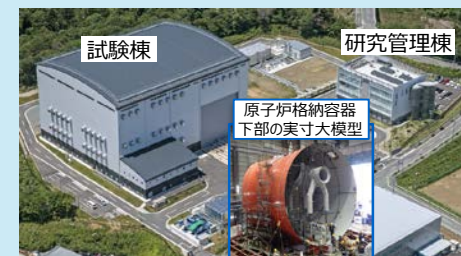 試験棟
研究管理棟
原子炉格納容器
下部の実寸大模型